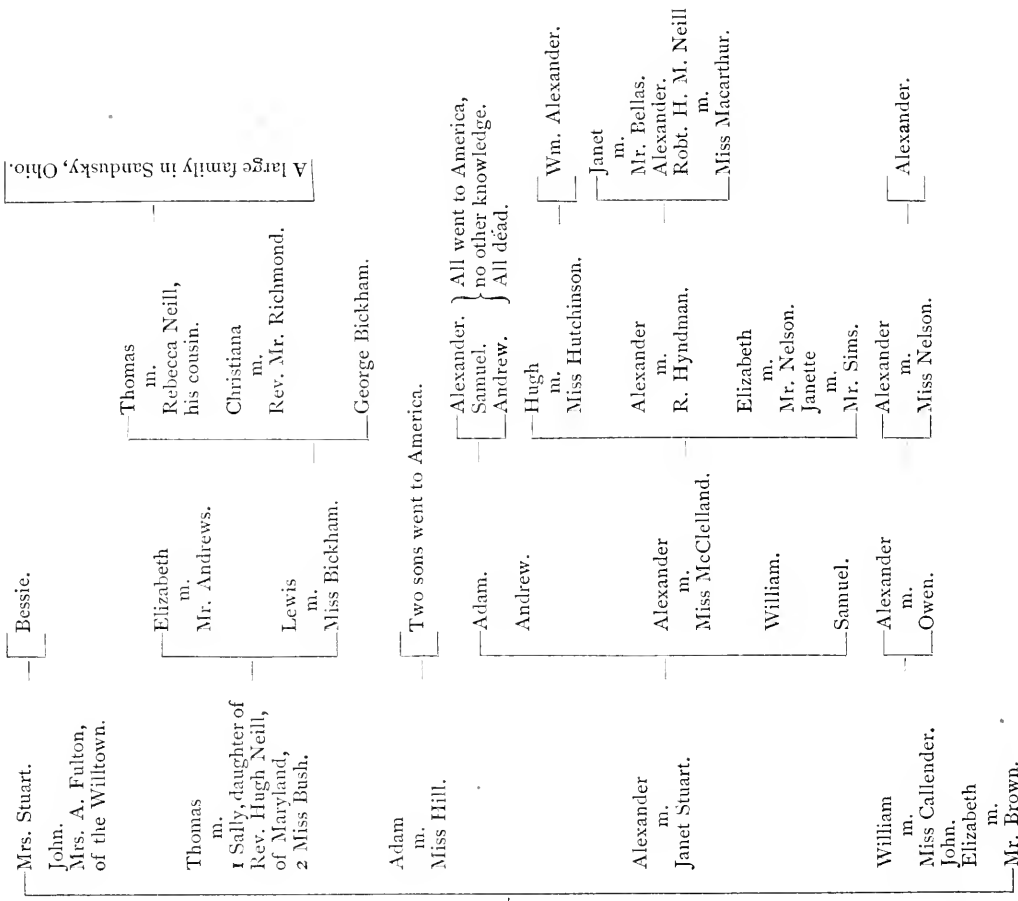 Mrs. Stuart.
John.
Mrs. A. Fulton,
of the Willtown.
Thomas
m.
1 Sally, daughter of
Rev. Hugh Neill,
of Maryland,
2 Miss Bush.
Adam
m.
Miss Hill.
Alexander
m.
Janet Stuart.
William
m.
Miss Callender.
John.
Elizabeth
m.
Mr. Brown.
Bessie.
Elizabeth
m.
Mr. Andrews.
Lewis
m.
Miss Bickham.
Two sons went to America.
Adam.
Andrew.
Alexander
m.
Miss McClelland.
William.
Samuel.
Alexander
m.
Owen.
Thomas
m.
Rebecca Neill,
his cousin.
Christiana
m.
Rev. Mr. Richmond.
George Bickham.
Alexander.
Samuel.
Andrew.
All went to America,
no other knowledge.
All dead.
Hugh
m.
Miss Hutchinson.
Alexander
m.
R. Hyndman.
Elizabeth
m.
Mr. Nelson.
Janette
m.
Mr. Sims.
Alexander
m.
Miss Nelson.
A large family in Sandusky, Ohio.
Wm. Alexander.
Janet
m.
Mr. Bellas.
Alexander.
Robt. H. M. Neill
m.
Miss Macarthur.
Alexander.